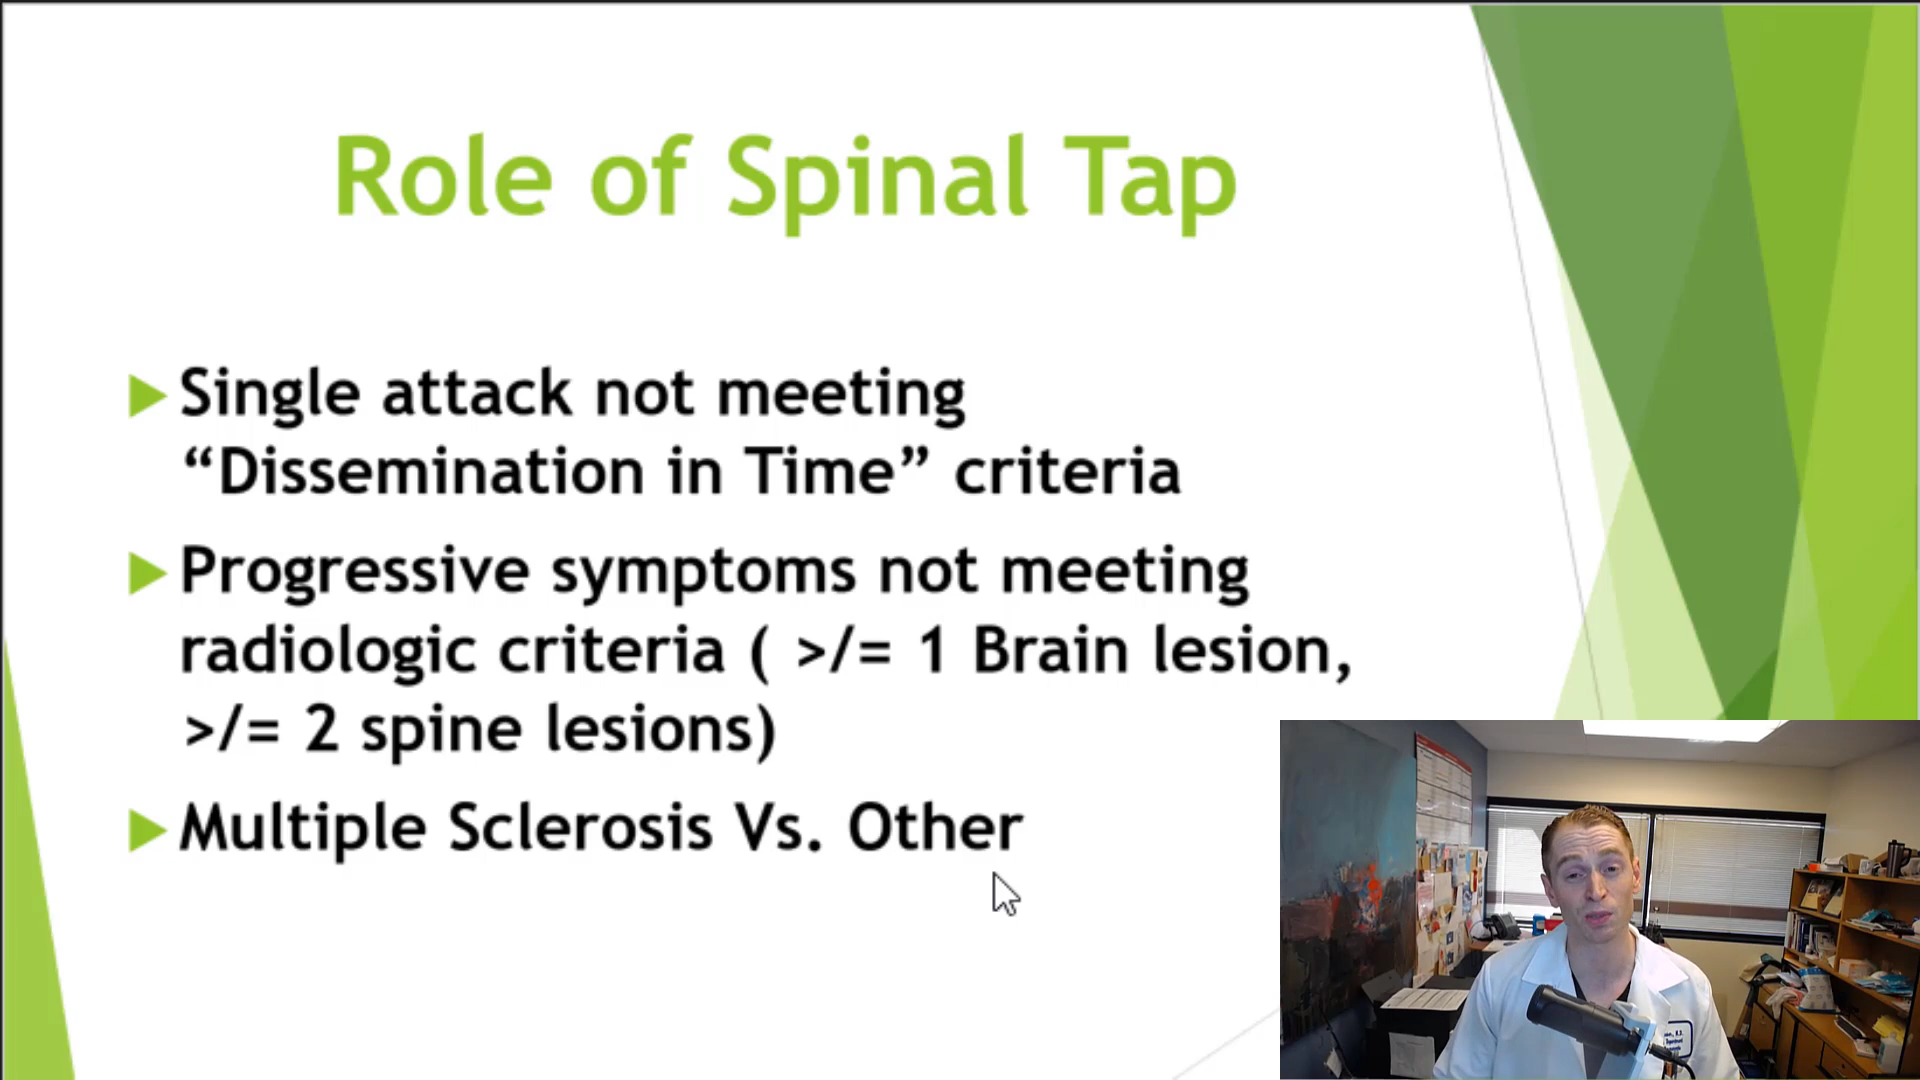 Role of Spinal Tap
Single attack not meeting
“Dissemination in Time” criteria
Progressive symptoms not meeting
radiologic criteria ( >/= 1 Brain lesion,
>/= 2 spine lesions)
Multiple Sclerosis Vs. Other